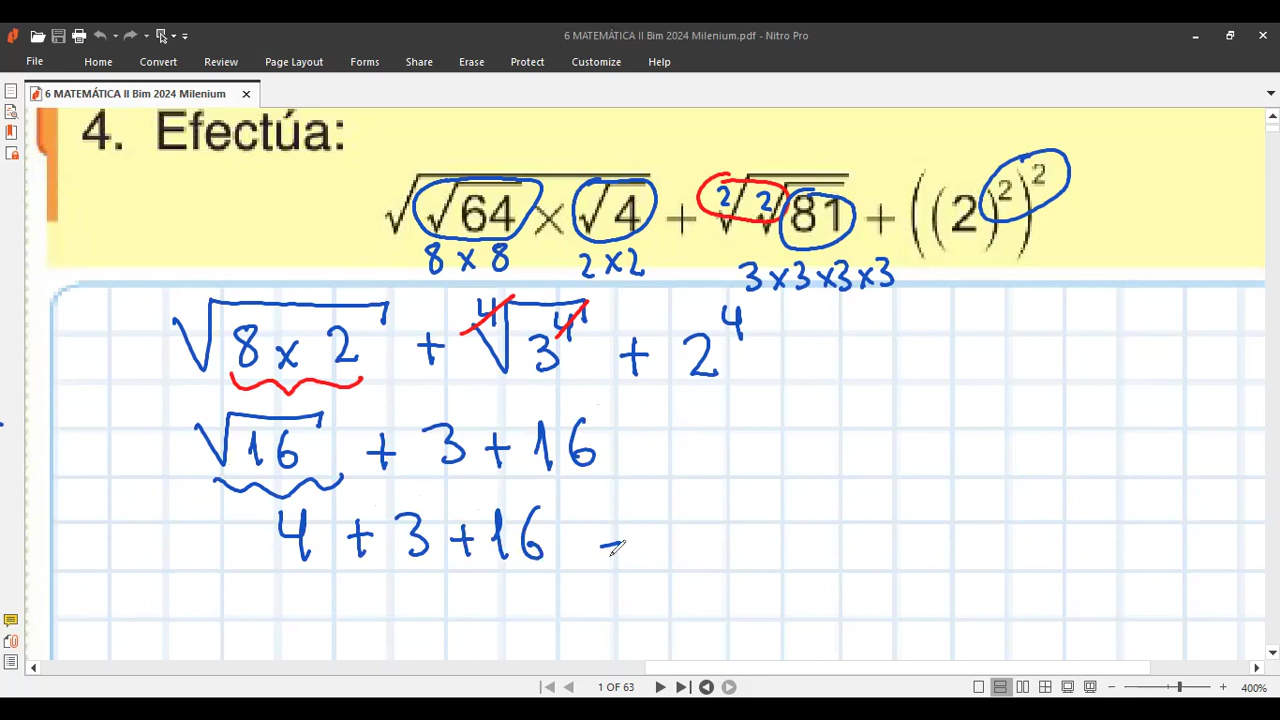 6 MATEMÁTICA II Bim 2024 Milenium.pdf - Nitro Pro
File Home Convert Review Page Layout Forms Share Erase Protect Customize Help
6 MATEMÁTICA II Bim 2024 Milenium ×
4. Efectúa:
√(√64 × √4) + ²√(²√81) + ((2)²)²
8 x 8 2 x 2 3 x 3 x 3 x 3
√(8 x 2) + ⁴√(3⁴) + 2⁴
√16 + 3 + 16
4 + 3 + 16
1 OF 63 400%